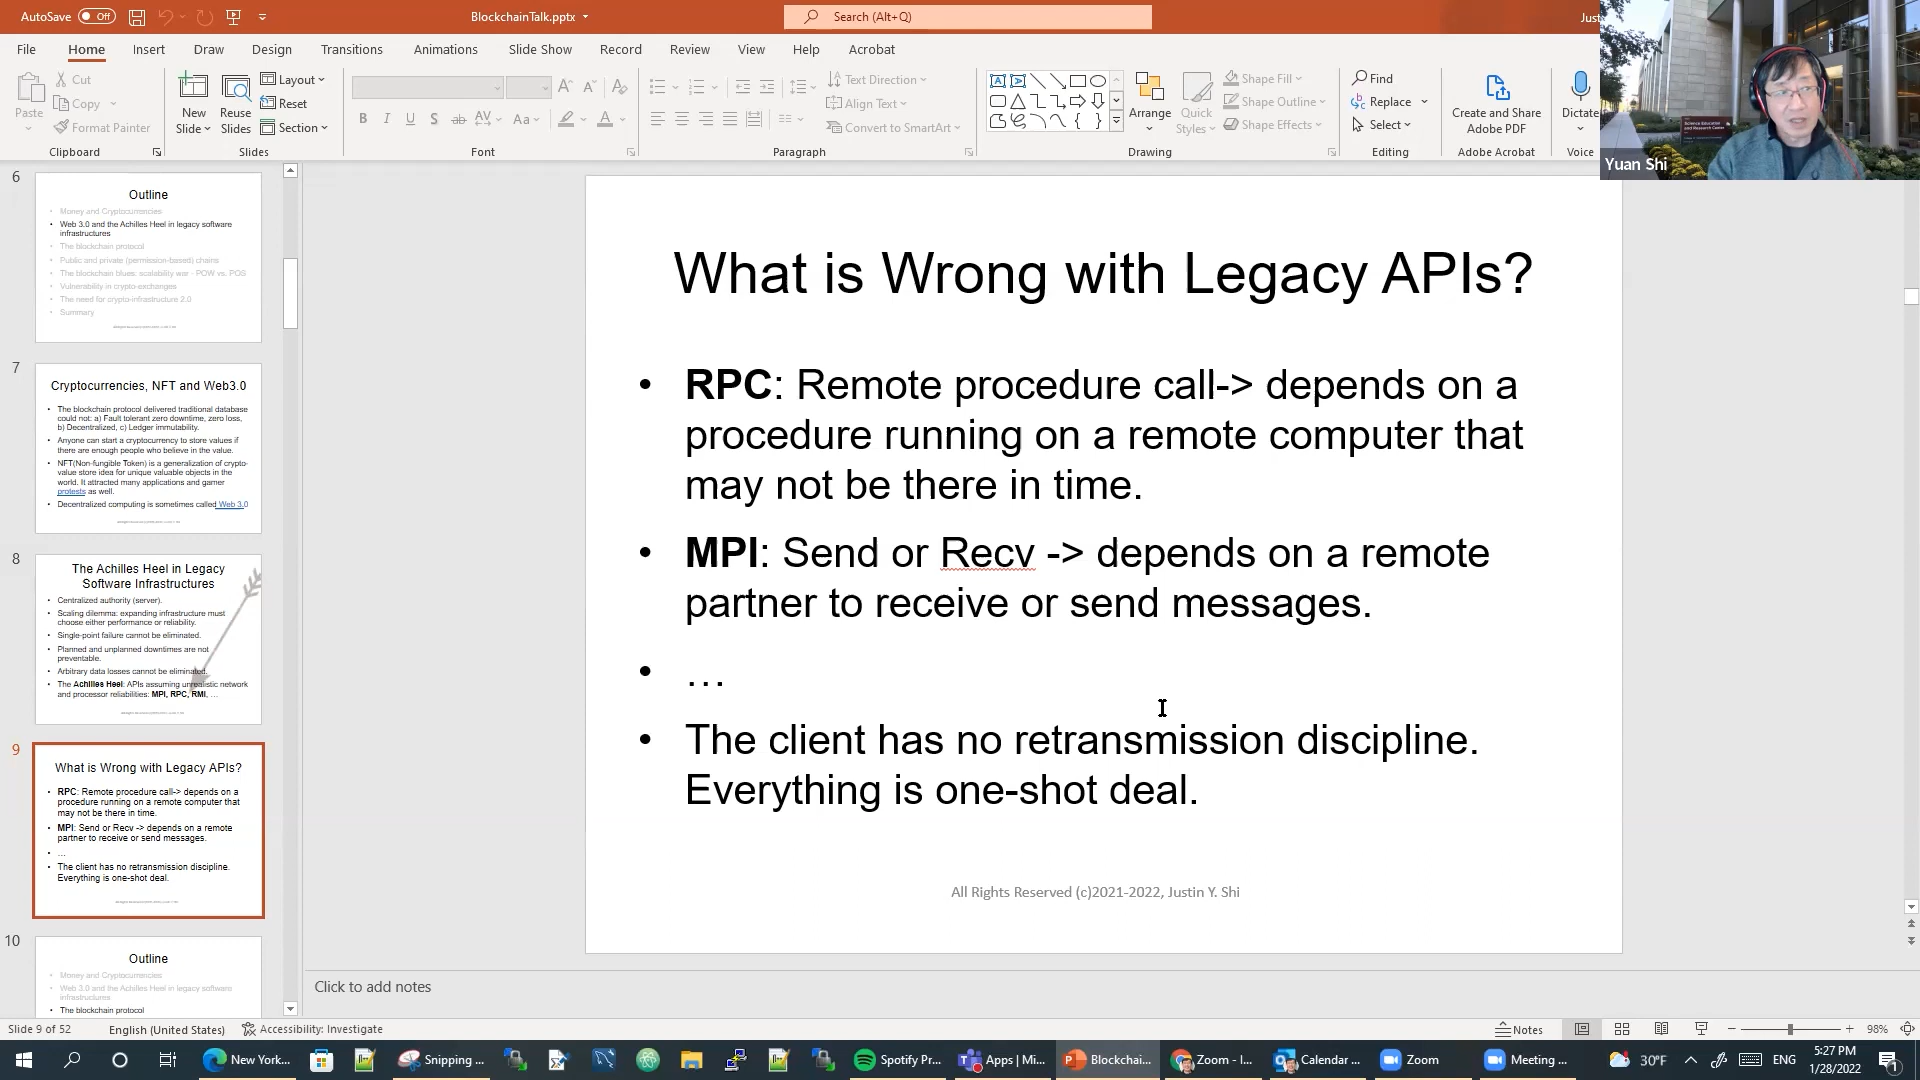 AutoSave Off
BlockchainTalk.pptx
Search (Alt+Q)
Just
File Home Insert Draw Design Transitions Animations Slide Show Record Review View Help Acrobat
Paste
Cut
Copy
Format Painter
Clipboard
New Slide
Reuse Slides
Layout
Reset
Section
Slides
B I U S ab AV Aa A
Font
Text Direction
Align Text
Convert to SmartArt
Paragraph
Arrange
Quick Styles
Shape Fill
Shape Outline
Shape Effects
Drawing
Find
Replace
Select
Editing
Create and Share Adobe PDF
Adobe Acrobat
Dictate
Voice
Science Education
and Research Center
Yuan Shi
6
Outline
Money and Cryptocurrencies
Web 3.0 and the Achilles Heel in legacy software
infrastructures
The blockchain protocol
Public and private (permission-based) chains
The blockchain blues: scalability war - POW vs. POS
Vulnerability in crypto-exchanges
The need for crypto-infrastructure 2.0
Summary
7
Cryptocurrencies, NFT and Web3.0
• The blockchain protocol delivered traditional database
could not: a) Fault tolerant zero downtime, zero loss,
b) Decentralized, c) Ledger immutability.
• Anyone can start a cryptocurrency to store values if
there are enough people who believe in the value.
• NFT(Non-fungible Token) is a generalization of crypto-
value store idea for unique valuable objects in the
world. It attracted many applications and gamer
protests as well.
• Decentralized computing is sometimes called Web 3.0
8
The Achilles Heel in Legacy
Software Infrastructures
• Centralized authority (server).
• Scaling dilemma: expanding infrastructure must
choose either performance or reliability.
• Single-point failure cannot be eliminated.
• Planned and unplanned downtimes are not
preventable.
• Arbitrary data losses cannot be eliminated.
• The Achilles Heel: APIs assuming unrealistic network
and processor reliabilities: MPI, RPC, RMI, ...
9
What is Wrong with Legacy APIs?
• RPC: Remote procedure call-> depends on a
procedure running on a remote computer that
may not be there in time.
• MPI: Send or Recv -> depends on a remote
partner to receive or send messages.
• ...
• The client has no retransmission discipline.
Everything is one-shot deal.
10
Outline
Money and Cryptocurrencies
Web 3.0 and the Achilles Heel in legacy software
infrastructures
• The blockchain protocol
What is Wrong with Legacy APIs?
• RPC: Remote procedure call-> depends on a
procedure running on a remote computer that
may not be there in time.
• MPI: Send or Recv -> depends on a remote
partner to receive or send messages.
• …
• The client has no retransmission discipline.
Everything is one-shot deal.
All Rights Reserved (c)2021-2022, Justin Y. Shi
Click to add notes
Slide 9 of 52 English (United States) Accessibility: Investigate Notes 98%
New York... Snipping ... Spotify Pr... Apps | Mi... Blockchai... Zoom - I... Calendar ... Zoom Meeting ... 30°F ENG
5:27 PM
1/28/2022
1